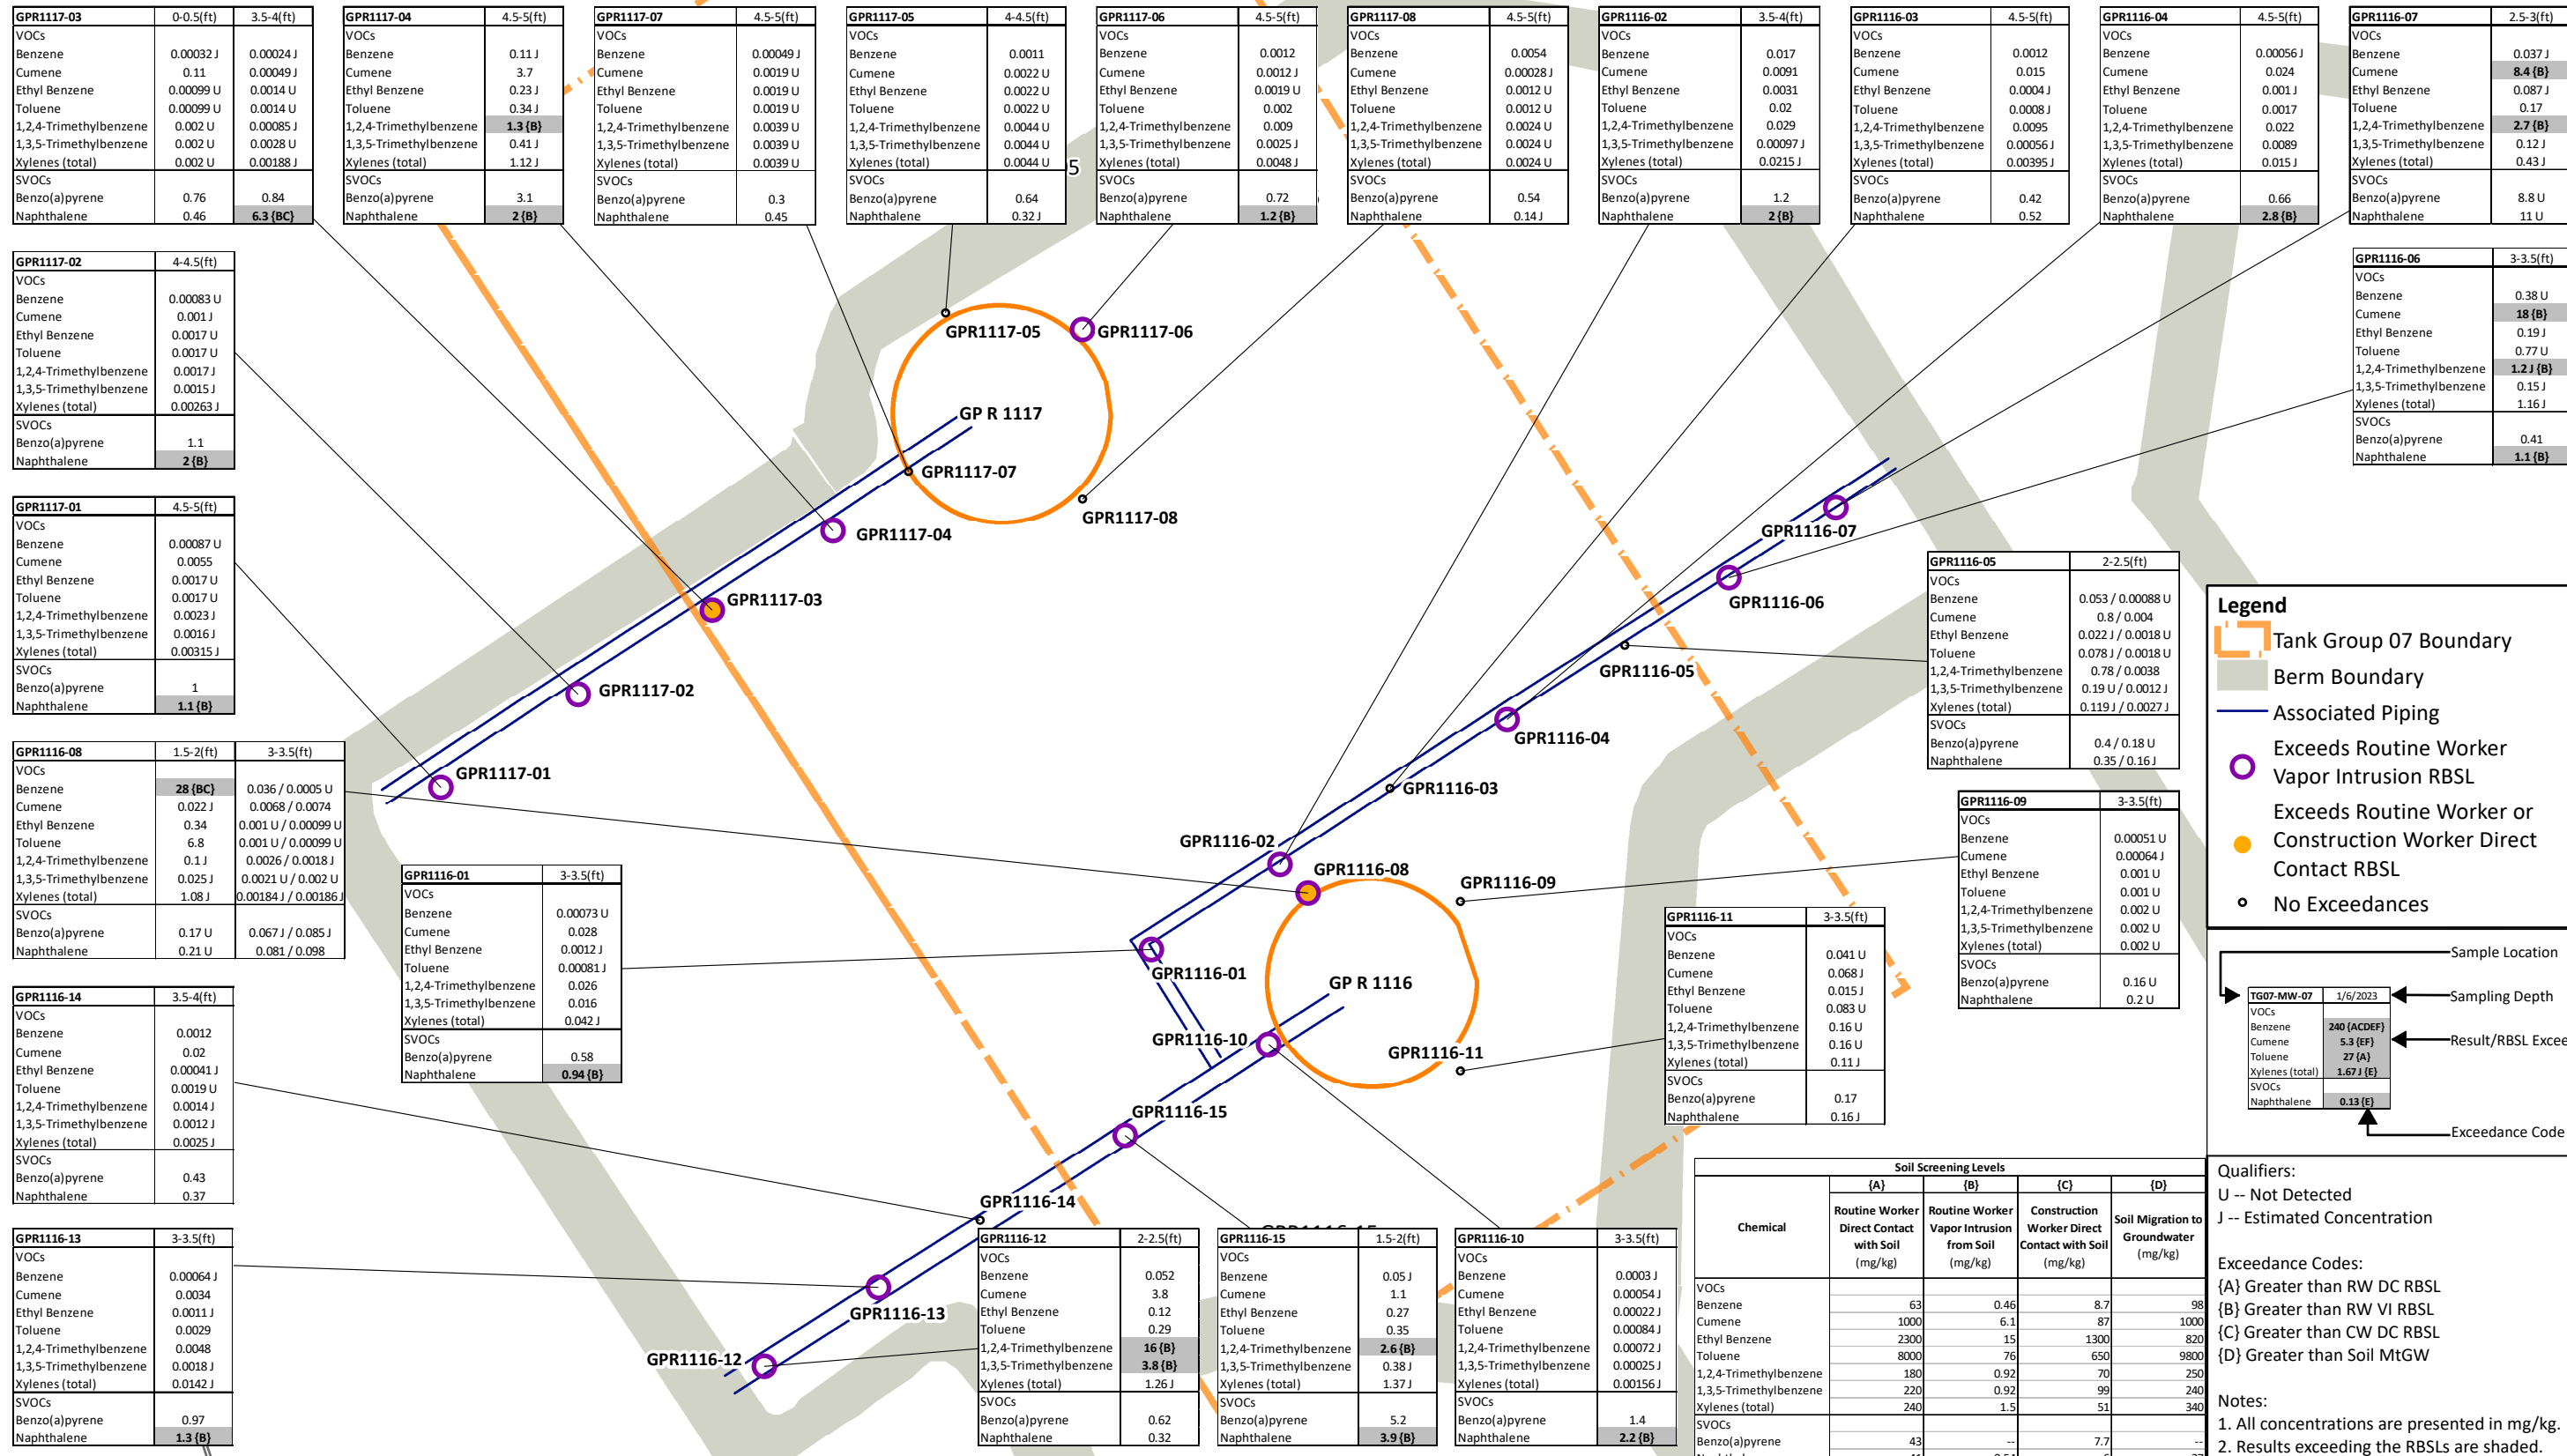 GPR1117-03 0-0.5(ft) 3.5-4(ft)
VOCs
Benzene 0.00032 J 0.00024 J
Cumene 0.11 0.00049 J
Ethyl Benzene 0.00099 U 0.0014 U
Toluene 0.00099 U 0.0014 U
1,2,4-Trimethylbenzene 0.002 U 0.00085 J
1,3,5-Trimethylbenzene 0.002 U 0.0028 U
Xylenes (total) 0.002 U 0.00188 J
SVOCs
Benzo(a)pyrene 0.76 0.84
Naphthalene 0.46 6.3 {BC}
GPR1117-04 4.5-5(ft)
VOCs
Benzene 0.11 J
Cumene 3.7
Ethyl Benzene 0.23 J
Toluene 0.34 J
1,2,4-Trimethylbenzene 1.3 {B}
1,3,5-Trimethylbenzene 0.41 J
Xylenes (total) 1.12 J
SVOCs
Benzo(a)pyrene 3.1
Naphthalene 2 {B}
GPR1117-07 4.5-5(ft)
VOCs
Benzene 0.00049 J
Cumene 0.0019 U
Ethyl Benzene 0.0019 U
Toluene 0.0019 U
1,2,4-Trimethylbenzene 0.0039 U
1,3,5-Trimethylbenzene 0.0039 U
Xylenes (total) 0.0039 U
SVOCs
Benzo(a)pyrene 0.3
Naphthalene 0.45
GPR1117-05 4-4.5(ft)
VOCs
Benzene 0.0011
Cumene 0.0022 U
Ethyl Benzene 0.0022 U
Toluene 0.0022 U
1,2,4-Trimethylbenzene 0.0044 U
1,3,5-Trimethylbenzene 0.0044 U
Xylenes (total) 0.0044 U
SVOCs
Benzo(a)pyrene 0.64
Naphthalene 0.32 J
5
GPR1117-06 4.5-5(ft)
VOCs
Benzene 0.0012
Cumene 0.0012 J
Ethyl Benzene 0.0019 U
Toluene 0.002
1,2,4-Trimethylbenzene 0.009
1,3,5-Trimethylbenzene 0.0025 J
Xylenes (total) 0.0048 J
SVOCs
Benzo(a)pyrene 0.72
Naphthalene 1.2 {B}
GPR1117-08 4.5-5(ft)
VOCs
Benzene 0.0054
Cumene 0.00028 J
Ethyl Benzene 0.0012 U
Toluene 0.0012 U
1,2,4-Trimethylbenzene 0.0024 U
1,3,5-Trimethylbenzene 0.0024 U
Xylenes (total) 0.0024 U
SVOCs
Benzo(a)pyrene 0.54
Naphthalene 0.14 J
GPR1116-02 3.5-4(ft)
VOCs
Benzene 0.017
Cumene 0.0091
Ethyl Benzene 0.0031
Toluene 0.02
1,2,4-Trimethylbenzene 0.029
1,3,5-Trimethylbenzene 0.00097 J
Xylenes (total) 0.0215 J
SVOCs
Benzo(a)pyrene 1.2
Naphthalene 2 {B}
GPR1116-03 4.5-5(ft)
VOCs
Benzene 0.0012
Cumene 0.015
Ethyl Benzene 0.0004 J
Toluene 0.0008 J
1,2,4-Trimethylbenzene 0.0095
1,3,5-Trimethylbenzene 0.00056 J
Xylenes (total) 0.00395 J
SVOCs
Benzo(a)pyrene 0.42
Naphthalene 0.52
GPR1116-04 4.5-5(ft)
VOCs
Benzene 0.00056 J
Cumene 0.024
Ethyl Benzene 0.001 J
Toluene 0.0017
1,2,4-Trimethylbenzene 0.022
1,3,5-Trimethylbenzene 0.0089
Xylenes (total) 0.015 J
SVOCs
Benzo(a)pyrene 0.66
Naphthalene 2.8 {B}
GPR1116-07 2.5-3(ft)
VOCs
Benzene 0.037 J
Cumene 8.4 {B}
Ethyl Benzene 0.087 J
Toluene 0.17
1,2,4-Trimethylbenzene 2.7 {B}
1,3,5-Trimethylbenzene 0.12 J
Xylenes (total) 0.43 J
SVOCs
Benzo(a)pyrene 8.8 U
Naphthalene 11 U
GPR1117-02 4-4.5(ft)
VOCs
Benzene 0.00083 U
Cumene 0.001 J
Ethyl Benzene 0.0017 U
Toluene 0.0017 U
1,2,4-Trimethylbenzene 0.0017 J
1,3,5-Trimethylbenzene 0.0015 J
Xylenes (total) 0.00263 J
SVOCs
Benzo(a)pyrene 1.1
Naphthalene 2 {B}
GPR1116-06 3-3.5(ft)
VOCs
Benzene 0.38 U
Cumene 18 {B}
Ethyl Benzene 0.19 J
Toluene 0.77 U
1,2,4-Trimethylbenzene 1.2 J {B}
1,3,5-Trimethylbenzene 0.15 J
Xylenes (total) 1.16 J
SVOCs
Benzo(a)pyrene 0.41
Naphthalene 1.1 {B}
GPR1117-01 4.5-5(ft)
VOCs
Benzene 0.00087 U
Cumene 0.0055
Ethyl Benzene 0.0017 U
Toluene 0.0017 U
1,2,4-Trimethylbenzene 0.0023 J
1,3,5-Trimethylbenzene 0.0016 J
Xylenes (total) 0.00315 J
SVOCs
Benzo(a)pyrene 1
Naphthalene 1.1 {B}
GPR1117-05
GPR1117-06
GP R 1117
GPR1117-07
GPR1117-08
GPR1117-04
GPR1117-03
GPR1117-02
GPR1117-01
GPR1116-07
GPR1116-06
GPR1116-05
GPR1116-04
GPR1116-03
GPR1116-02
GPR1116-08
GPR1116-09
GPR1116-01
GP R 1116
GPR1116-10
GPR1116-11
GPR1116-15
GPR1116-14
GPR1116-13
GPR1116-12
GPR1116-05 2-2.5(ft)
VOCs
Benzene 0.053 / 0.00088 U
Cumene 0.8 / 0.004
Ethyl Benzene 0.022 J / 0.0018 U
Toluene 0.078 J / 0.0018 U
1,2,4-Trimethylbenzene 0.78 / 0.0038
1,3,5-Trimethylbenzene 0.19 U / 0.0012 J
Xylenes (total) 0.119 J / 0.0027 J
SVOCs
Benzo(a)pyrene 0.4 / 0.18 U
Naphthalene 0.35 / 0.16 J
Legend
Tank Group 07 Boundary
Berm Boundary
Associated Piping
Exceeds Routine Worker
Vapor Intrusion RBSL
Exceeds Routine Worker or
Construction Worker Direct
Contact RBSL
No Exceedances
GPR1116-08 1.5-2(ft) 3-3.5(ft)
VOCs
Benzene 28 {BC} 0.036 / 0.0005 U
Cumene 0.022 J 0.0068 / 0.0074
Ethyl Benzene 0.34 0.001 U / 0.00099 U
Toluene 6.8 0.001 U / 0.00099 U
1,2,4-Trimethylbenzene 0.1 J 0.0026 / 0.0018 J
1,3,5-Trimethylbenzene 0.025 J 0.0021 U / 0.002 U
Xylenes (total) 1.08 J 0.00184 J / 0.00186 J
SVOCs
Benzo(a)pyrene 0.17 U 0.067 J / 0.085 J
Naphthalene 0.21 U 0.081 / 0.098
GPR1116-01 3-3.5(ft)
VOCs
Benzene 0.00073 U
Cumene 0.028
Ethyl Benzene 0.0012 J
Toluene 0.00081 J
1,2,4-Trimethylbenzene 0.026
1,3,5-Trimethylbenzene 0.016
Xylenes (total) 0.042 J
SVOCs
Benzo(a)pyrene 0.58
Naphthalene 0.94 {B}
GPR1116-09 3-3.5(ft)
VOCs
Benzene 0.00051 U
Cumene 0.00064 J
Ethyl Benzene 0.001 U
Toluene 0.001 U
1,2,4-Trimethylbenzene 0.002 U
1,3,5-Trimethylbenzene 0.002 U
Xylenes (total) 0.002 U
SVOCs
Benzo(a)pyrene 0.16 U
Naphthalene 0.2 U
GPR1116-11 3-3.5(ft)
VOCs
Benzene 0.041 U
Cumene 0.068 J
Ethyl Benzene 0.015 J
Toluene 0.083 U
1,2,4-Trimethylbenzene 0.16 U
1,3,5-Trimethylbenzene 0.16 U
Xylenes (total) 0.11 J
SVOCs
Benzo(a)pyrene 0.17
Naphthalene 0.16 J
Sample Location
TG07-MW-07 1/6/2023 Sampling Depth
VOCs
Benzene 240 {ACDEF}
Cumene 5.3 {EF} Result/RBSL Excee
Toluene 27 {A}
Xylenes (total) 1.67 J {E}
SVOCs
Naphthalene 0.13 {E}
Exceedance Code
GPR1116-14 3.5-4(ft)
VOCs
Benzene 0.0012
Cumene 0.02
Ethyl Benzene 0.00041 J
Toluene 0.0019 U
1,2,4-Trimethylbenzene 0.0014 J
1,3,5-Trimethylbenzene 0.0012 J
Xylenes (total) 0.0025 J
SVOCs
Benzo(a)pyrene 0.43
Naphthalene 0.37
GPR1116-13 3-3.5(ft)
VOCs
Benzene 0.00064 J
Cumene 0.0034
Ethyl Benzene 0.0011 J
Toluene 0.0029
1,2,4-Trimethylbenzene 0.0048
1,3,5-Trimethylbenzene 0.0018 J
Xylenes (total) 0.0142 J
SVOCs
Benzo(a)pyrene 0.97
Naphthalene 1.3 {B}
GPR1116-12 2-2.5(ft)
VOCs
Benzene 0.052
Cumene 3.8
Ethyl Benzene 0.12
Toluene 0.29
1,2,4-Trimethylbenzene 16 {B}
1,3,5-Trimethylbenzene 3.8 {B}
Xylenes (total) 1.26 J
SVOCs
Benzo(a)pyrene 0.62
Naphthalene 0.32
GPR1116-15 1.5-2(ft)
VOCs
Benzene 0.05 J
Cumene 1.1
Ethyl Benzene 0.27
Toluene 0.35
1,2,4-Trimethylbenzene 2.6 {B}
1,3,5-Trimethylbenzene 0.38 J
Xylenes (total) 1.37 J
SVOCs
Benzo(a)pyrene 5.2
Naphthalene 3.9 {B}
GPR1116-10 3-3.5(ft)
VOCs
Benzene 0.0003 J
Cumene 0.00054 J
Ethyl Benzene 0.00022 J
Toluene 0.00084 J
1,2,4-Trimethylbenzene 0.00072 J
1,3,5-Trimethylbenzene 0.00025 J
Xylenes (total) 0.00156 J
SVOCs
Benzo(a)pyrene 1.4
Naphthalene 2.2 {B}
Soil Screening Levels
{A} {B} {C} {D}
Chemical
Routine Worker Direct Contact with Soil (mg/kg)
Routine Worker Vapor Intrusion from Soil (mg/kg)
Construction Worker Direct Contact with Soil (mg/kg)
Soil Migration to Groundwater (mg/kg)
VOCs
Benzene 63 0.46 8.7 98
Cumene 1000 6.1 87 1000
Ethyl Benzene 2300 15 1300 820
Toluene 8000 76 650 9800
1,2,4-Trimethylbenzene 180 0.92 70 250
1,3,5-Trimethylbenzene 220 0.92 99 240
Xylenes (total) 240 1.5 51 340
SVOCs
Benzo(a)pyrene 43 -- 7.7 --
Qualifiers:
U -- Not Detected
J -- Estimated Concentration
Exceedance Codes:
{A} Greater than RW DC RBSL
{B} Greater than RW VI RBSL
{C} Greater than CW DC RBSL
{D} Greater than Soil MtGW
Notes:
1. All concentrations are presented in mg/kg.
2. Results exceeding the RBSLs are shaded.